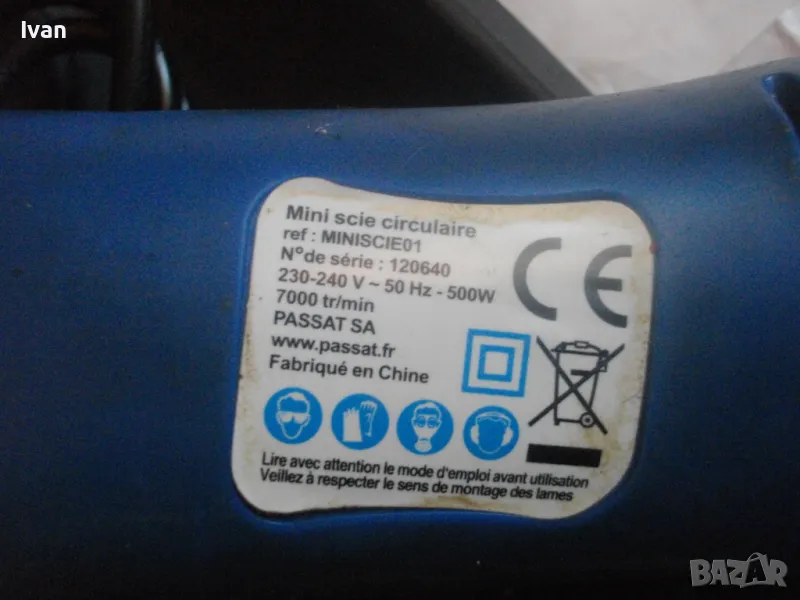 Ivan
Mini scie circulaire
ref : MINISCIE01
N° de série : 120640
230-240 V ~ 50 Hz - 500W
7000 tr/min
PASSAT SA
www.passat.fr
Fabriqué en Chine
CE
Lire avec attention le mode d'emploi avant utilisation
Veillez à respecter le sens de montage des lames
BAZAR